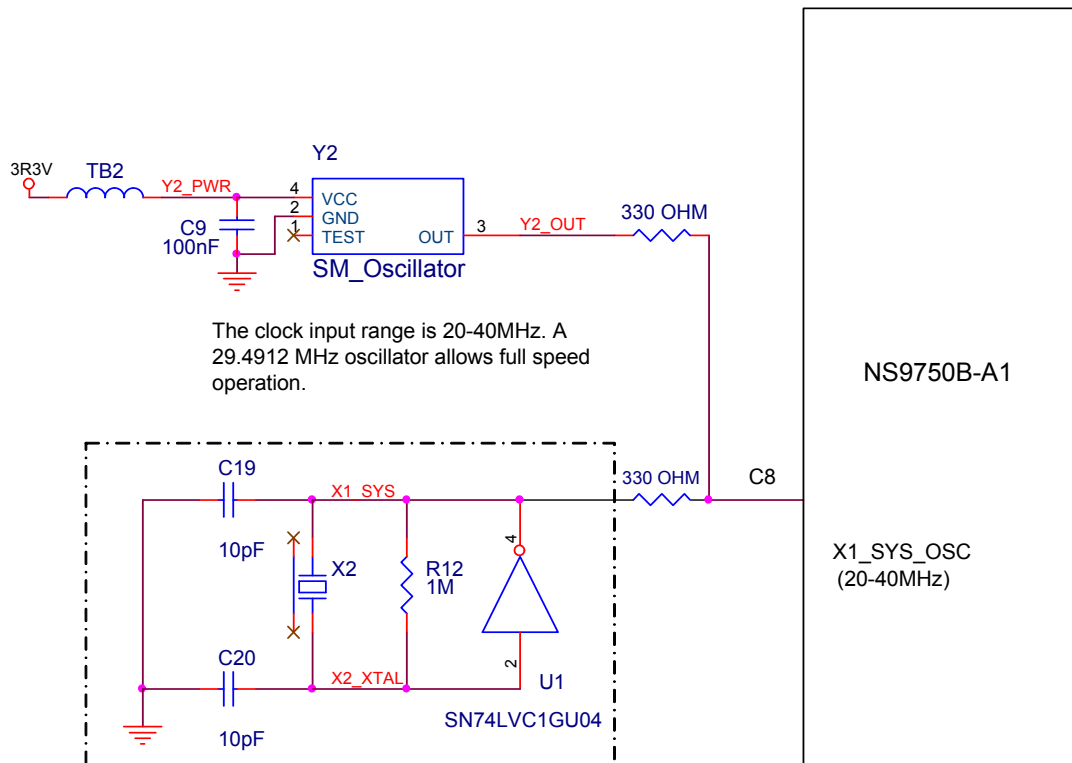 Y2
3R3V
TB2
Y2_PWR
4
VCC
2
GND
1
TEST
OUT
3
Y2_OUT
330 OHM
C9
100nF
SM_Oscillator
The clock input range is 20-40MHz. A
29.4912 MHz oscillator allows full speed
operation.
NS9750B-A1
C19
X1_SYS
330 OHM
C8
10pF
X2
R12
1M
4
X1_SYS_OSC
(20-40MHz)
C20
X2_XTAL
2
U1
10pF
SN74LVC1GU04